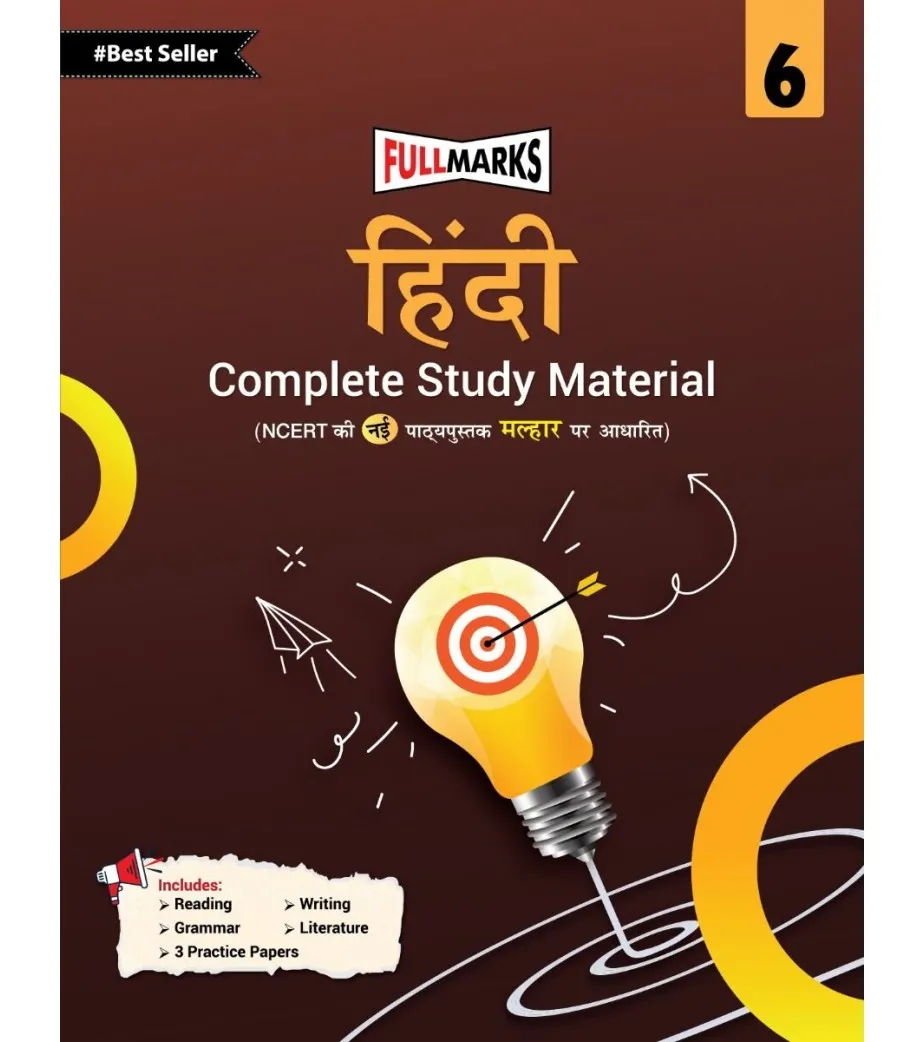 #Best Seller
6
FULLMARKS
हिंदी
Complete Study Material
(NCERT की नई पाठ्यपुस्तक मल्हार पर आधारित)
Includes:
➢ Reading ➢ Writing
➢ Grammar ➢ Literature
➢ 3 Practice Papers